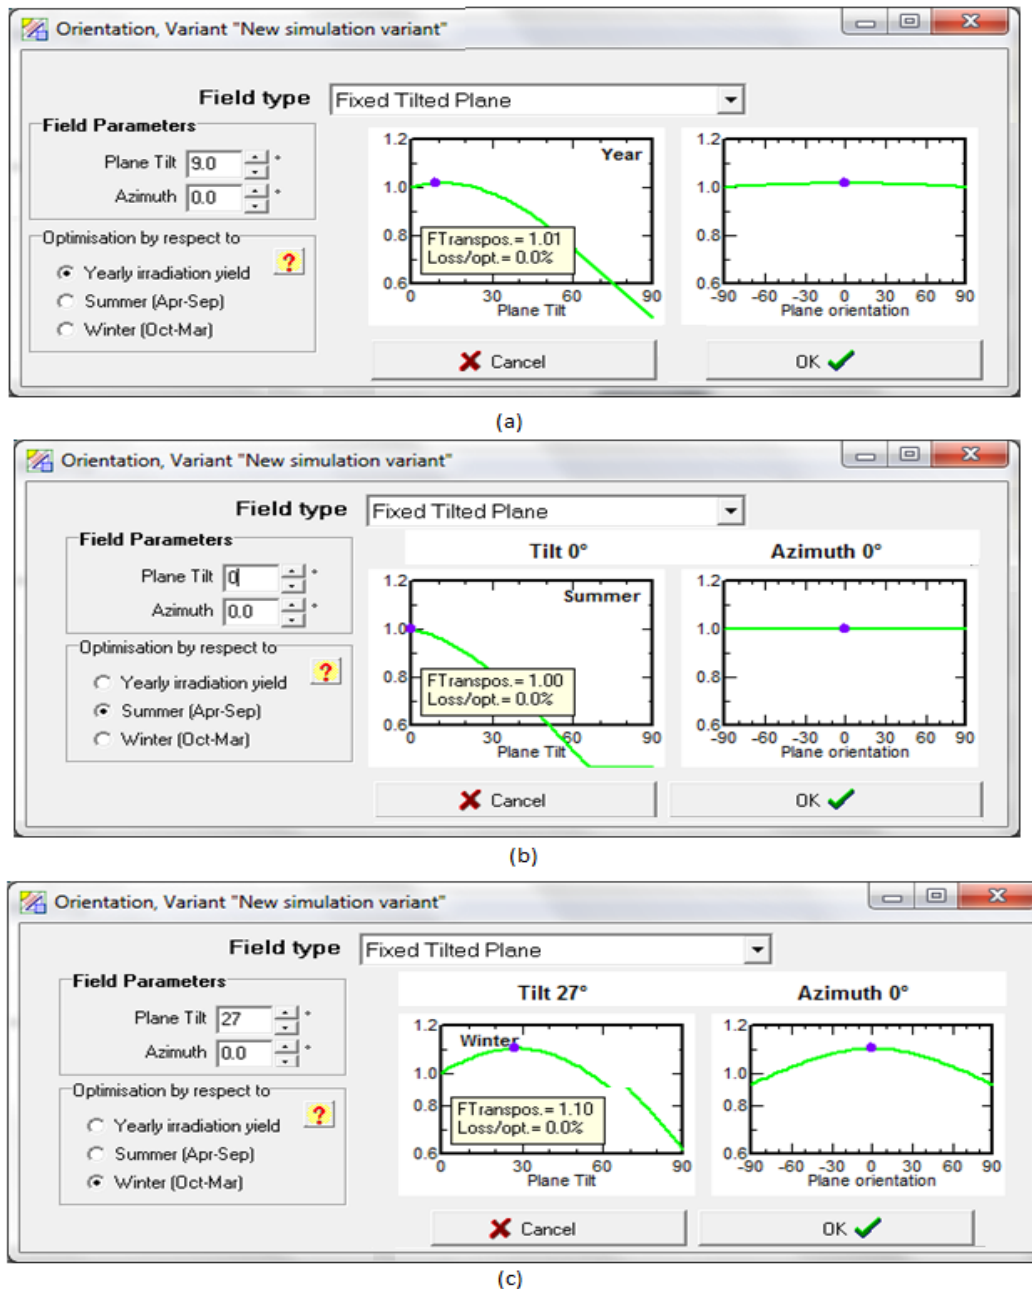 Orientation, Variant "New simulation variant"
Field type Fixed Tilted Plane
Field Parameters
Plane Tilt 9.0 °
Azimuth 0.0 °
Optimisation by respect to
?
Yearly irradiation yield
Summer (Apr-Sep)
Winter (Oct-Mar)
1.2
1.0
0.8
0.6
Year
FTranspos.= 1.01
Loss/opt.= 0.0%
0 30 60 90
Plane Tilt
1.2
1.0
0.8
0.6
-90 -60 -30 0 30 60 90
Plane orientation
Cancel
OK
(a)
Orientation, Variant "New simulation variant"
Field type Fixed Tilted Plane
Field Parameters
Plane Tilt 0 °
Azimuth 0.0 °
Optimisation by respect to
?
Yearly irradiation yield
Summer (Apr-Sep)
Winter (Oct-Mar)
Tilt 0°
1.2
1.0
0.8
0.6
Summer
FTranspos.= 1.00
Loss/opt.= 0.0%
0 30 60 90
Plane Tilt
Azimuth 0°
1.2
1.0
0.8
0.6
-90 -60 -30 0 30 60 90
Plane orientation
Cancel
OK
(b)
Orientation, Variant "New simulation variant"
Field type Fixed Tilted Plane
Field Parameters
Plane Tilt 27 °
Azimuth 0.0 °
Optimisation by respect to
?
Yearly irradiation yield
Summer (Apr-Sep)
Winter (Oct-Mar)
Tilt 27°
1.2
1.0
0.8
0.6
Winter
FTranspos.= 1.10
Loss/opt.= 0.0%
0 30 60 90
Plane Tilt
Azimuth 0°
1.2
1.0
0.8
0.6
-90 -60 -30 0 30 60 90
Plane orientation
Cancel
OK
(c)